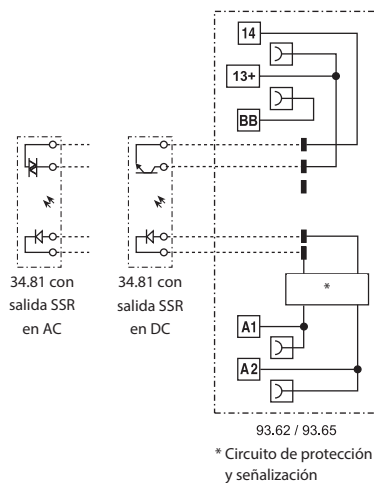 14
13+
BB
*
A1
A2
34.81 con
salida SSR
en AC
34.81 con
salida SSR
en DC
93.62 / 93.65
* Circuito de protección
y señalización